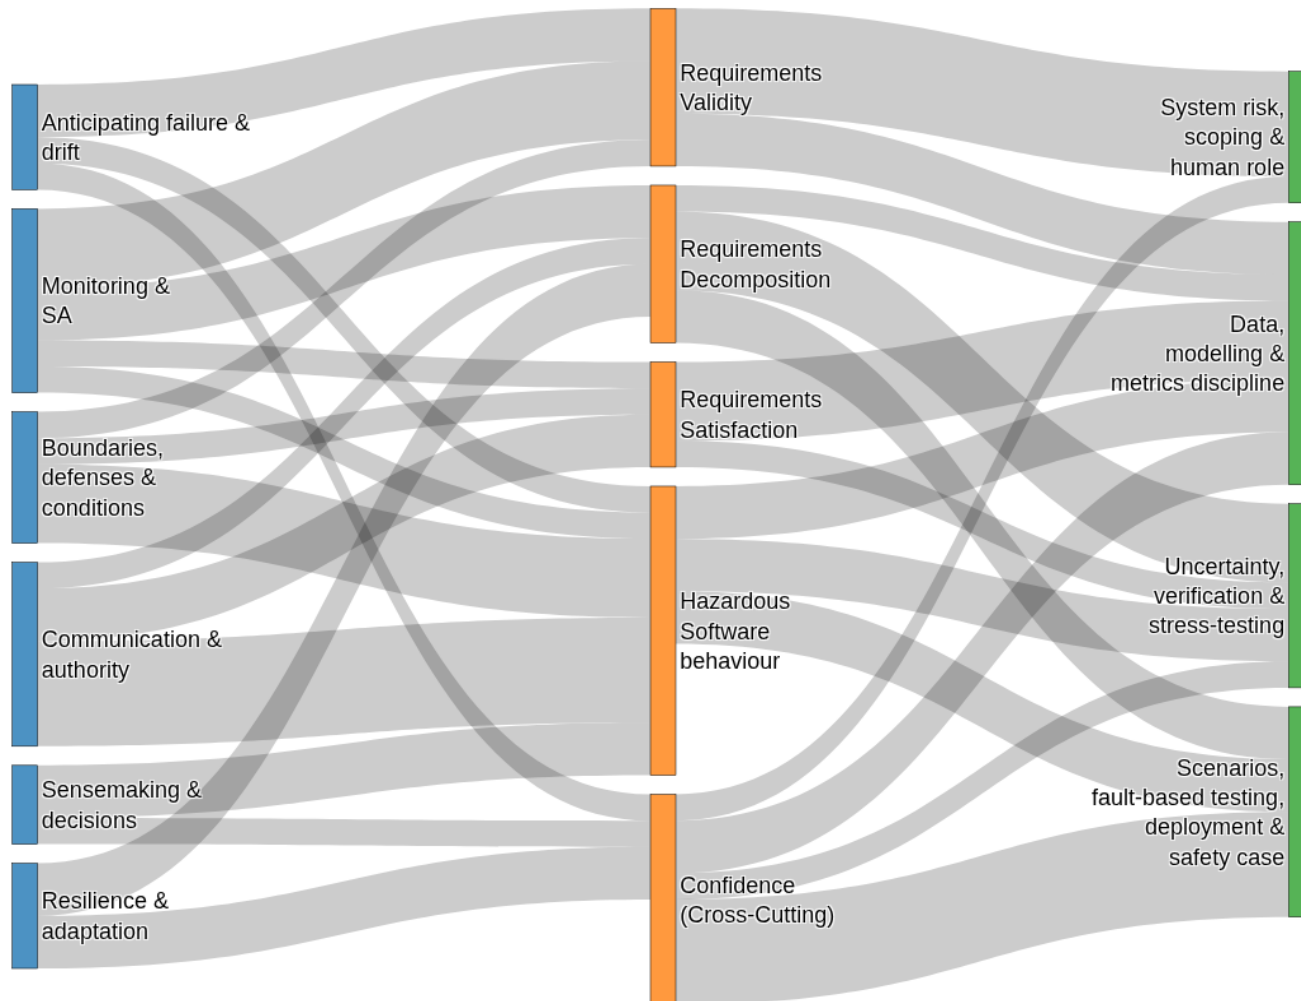 Anticipating failure &
drift
Monitoring &
SA
Boundaries,
defenses &
conditions
Communication &
authority
Sensemaking &
decisions
Resilience &
adaptation
Requirements
Validity
Requirements
Decomposition
Requirements
Satisfaction
Hazardous
Software
behaviour
Confidence
(Cross-Cutting)
System risk,
scoping &
human role
Data,
modelling &
metrics discipline
Uncertainty,
verification &
stress-testing
Scenarios,
fault-based testing,
deployment &
safety case